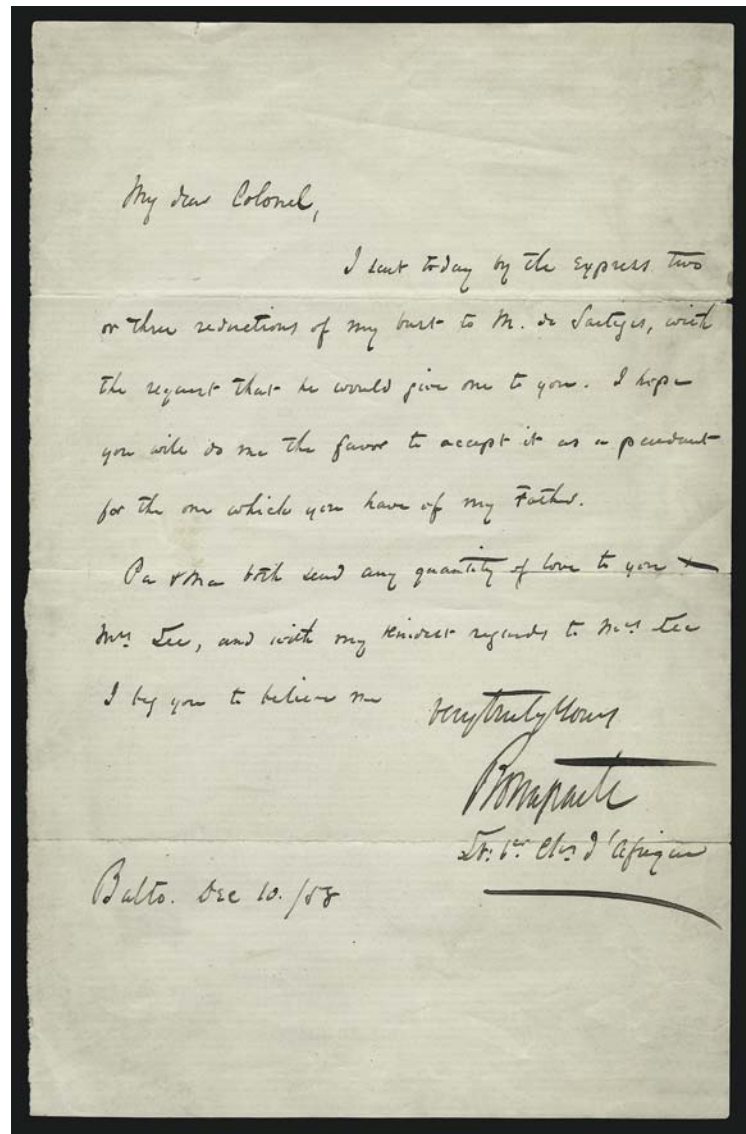 My dear Colonel,
I sent today by the express two
or three reductions of my bust to M. de Sartiges, with
the request that he would give one to you. I hope
you will do me the favor to accept it as a pendant
for the one which you have of my Father.
Pa & Ma both send any quantity of love to you &
Mrs Lee, and with my kindest regards to Mrs Lee
I beg you to believe me very truly yours
Bonaparte
Lt. 1er Chrs d'Afrique
Balto. Dec 10./58